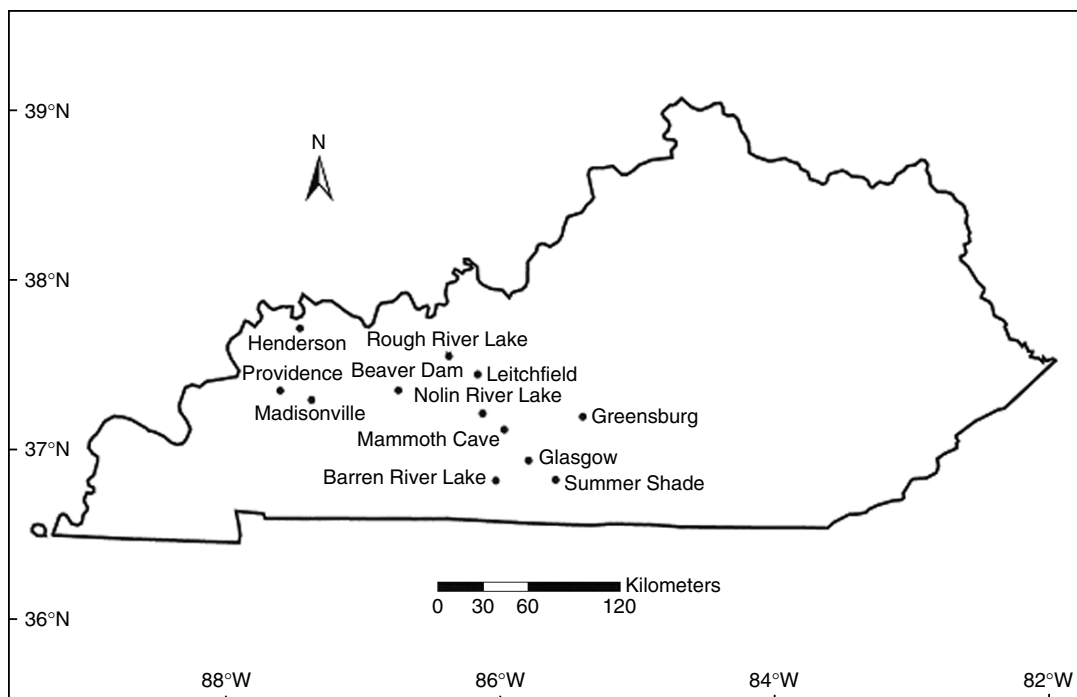 39°N
N
38°N
Rough River Lake
Henderson
Providence
Beaver Dam
Leitchfield
Nolin River Lake
Madisonville
Greensburg
Mammoth Cave
37°N
Glasgow
Barren River Lake
Summer Shade
Kilometers
0 30 60 120
36°N
88°W 86°W 84°W 82°W